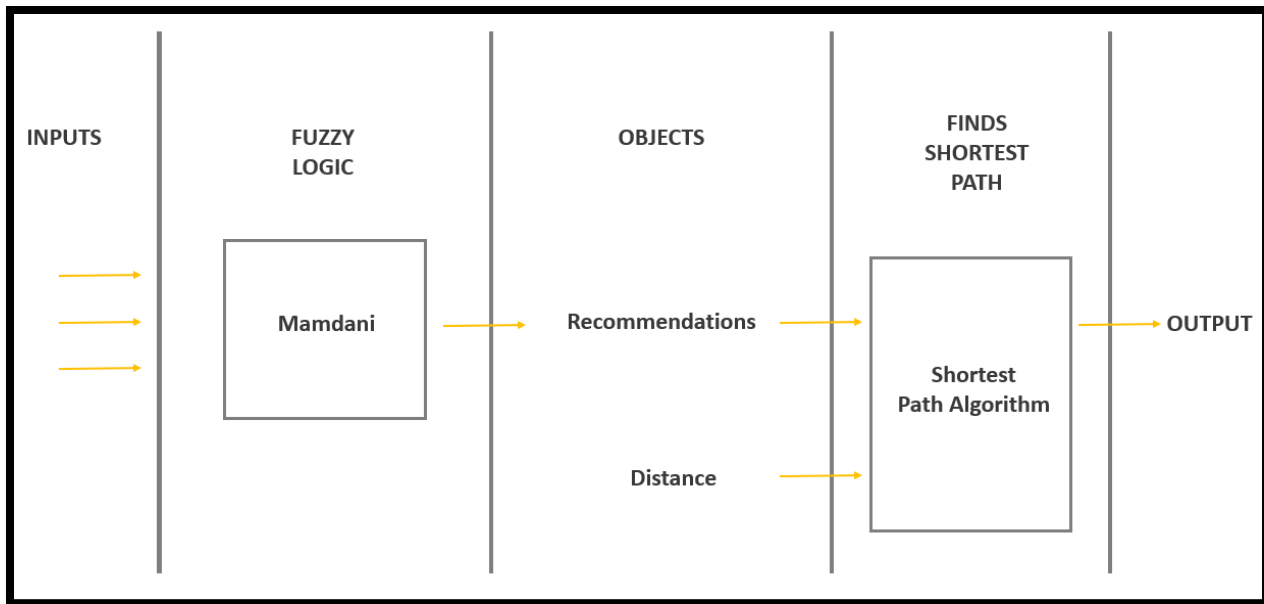 INPUTS
FUZZY
LOGIC
OBJECTS
FINDS
SHORTEST
PATH
Mamdani
Recommendations
Distance
Shortest
Path Algorithm
OUTPUT